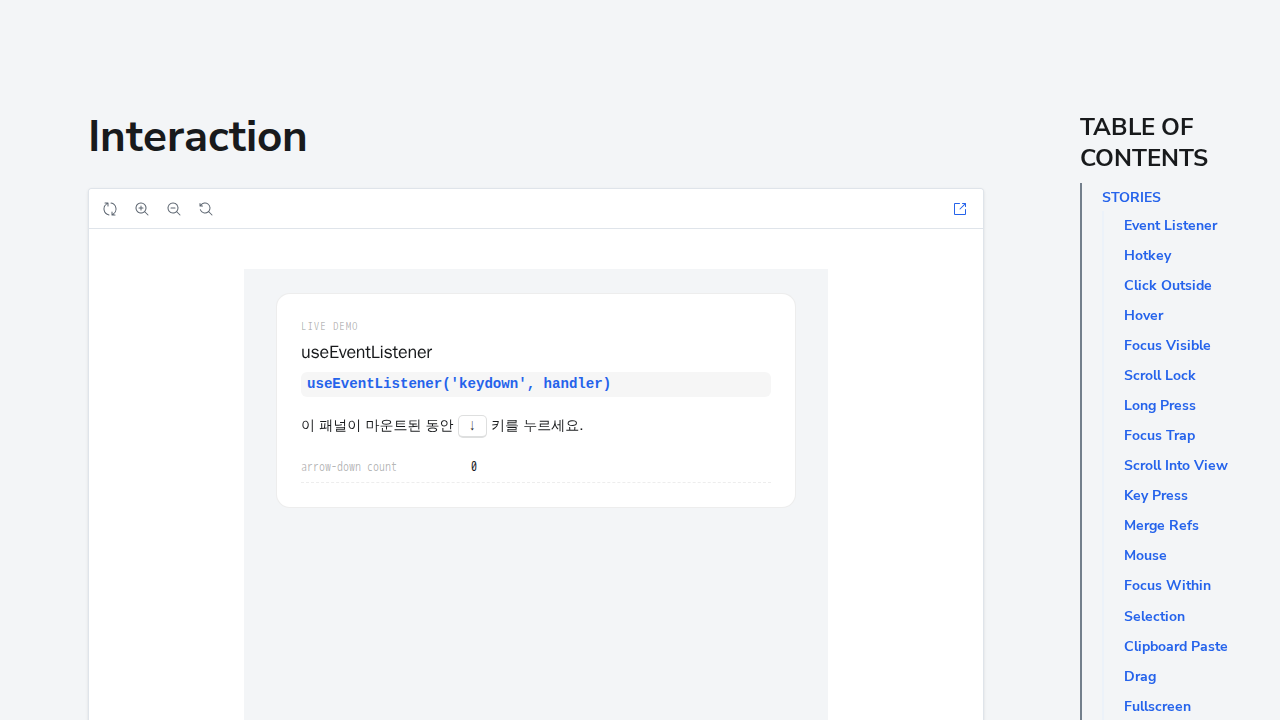 Interaction
LIVE DEMO
useEventListener
useEventListener('keydown', handler)
이 패널이 마운트된 동안 ↓ 키를 누르세요.
arrow-down count 0
TABLE OF
CONTENTS
STORIES
Event Listener
Hotkey
Click Outside
Hover
Focus Visible
Scroll Lock
Long Press
Focus Trap
Scroll Into View
Key Press
Merge Refs
Mouse
Focus Within
Selection
Clipboard Paste
Drag
Fullscreen